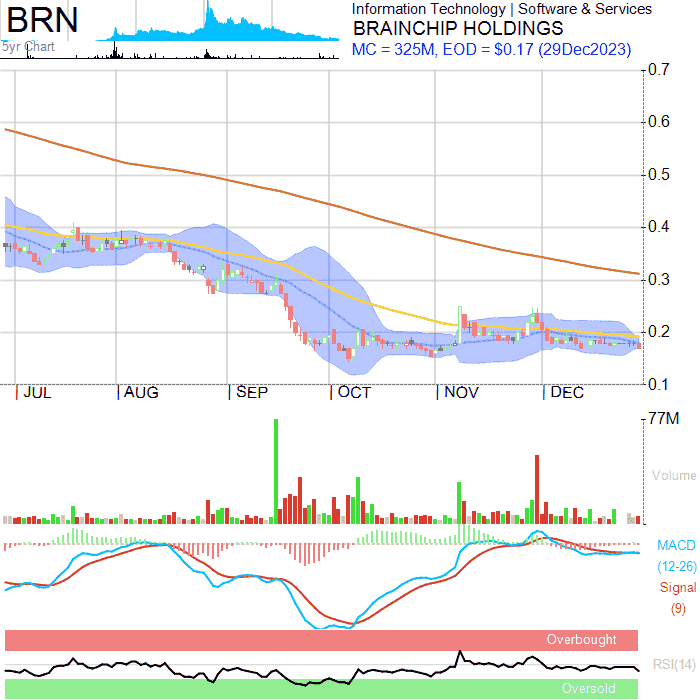 BRN
5yr Chart
Information Technology | Software & Services
BRAINCHIP HOLDINGS
MC = 325M, EOD = $0.17 (29Dec2023)
0.7
0.6
0.5
0.4
0.3
0.2
0.1
JUL AUG SEP OCT NOV DEC
77M
Volume
MACD
(12-26)
Signal
(9)
Overbought
RSI(14)
Oversold